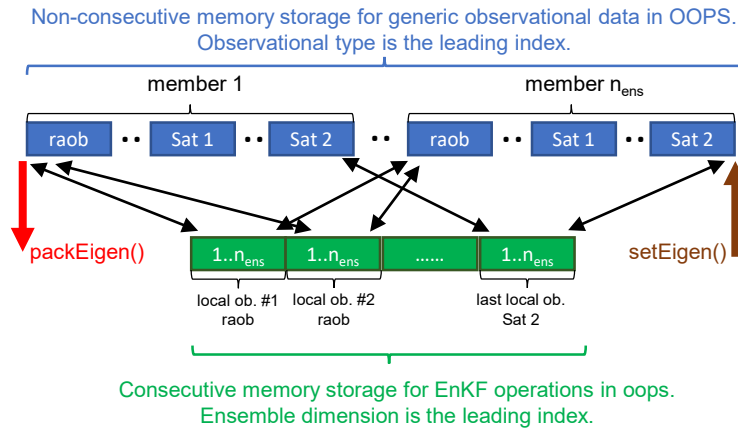 Non-consecutive memory storage for generic observational data in OOPS.
Observational type is the leading index.
member 1
member nens
raob
Sat 1
Sat 2
raob
Sat 1
Sat 2
packEigen()
setEigen()
1..nens
1..nens
……
1..nens
local ob. #1
raob
local ob. #2
raob
last local ob.
Sat 2
Consecutive memory storage for EnKF operations in oops.
Ensemble dimension is the leading index.